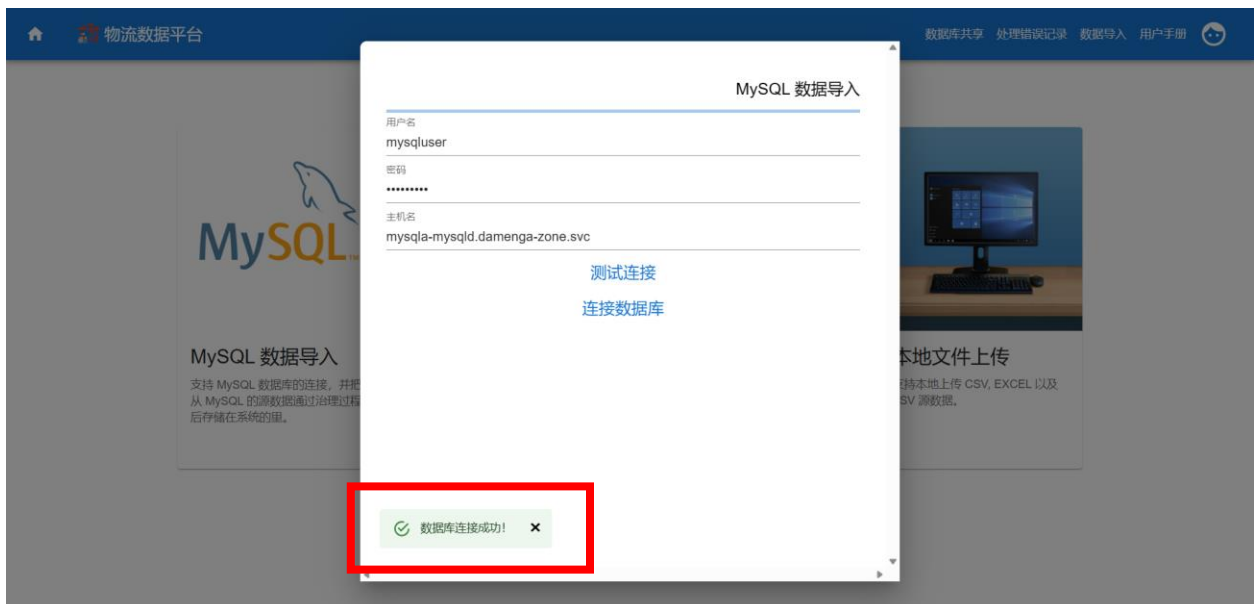 物流数据平台
数据库共享 处理错误记录 数据导入 用户手册
MySQL 数据导入
用户名
mysqluser
密码
•••••••••
主机名
mysqla-mysqld.damenga-zone.svc
测试连接
连接数据库
数据库连接成功!
MySQL
MySQL 数据导入
支持 MySQL 数据库的连接，并把
从 MySQL 的源数据通过治理过程
后存储在系统的里。
本地文件上传
支持本地上传 CSV, EXCEL 以及
SV 源数据。